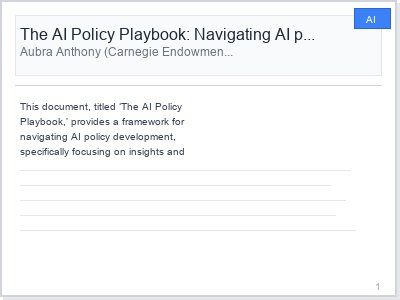 AI
The AI Policy Playbook: Navigating AI p...
Aubra Anthony (Carnegie Endowmen...
This document, titled 'The AI Policy
Playbook,' provides a framework for
navigating AI policy development,
specifically focusing on insights and
1